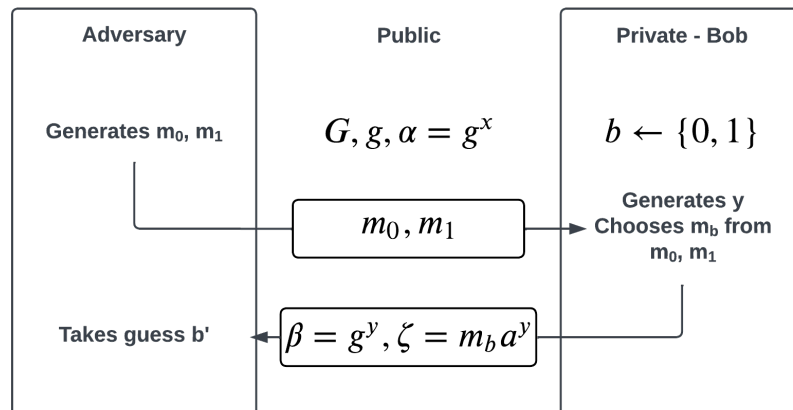 Adversary
Public
Private - Bob
Generates m₀, m₁
G, g, α = gˣ
b ← {0, 1}
m₀, m₁
Generates y
Chooses m_b from
m₀, m₁
Takes guess b'
β = gʸ, ζ = m_b aʸ